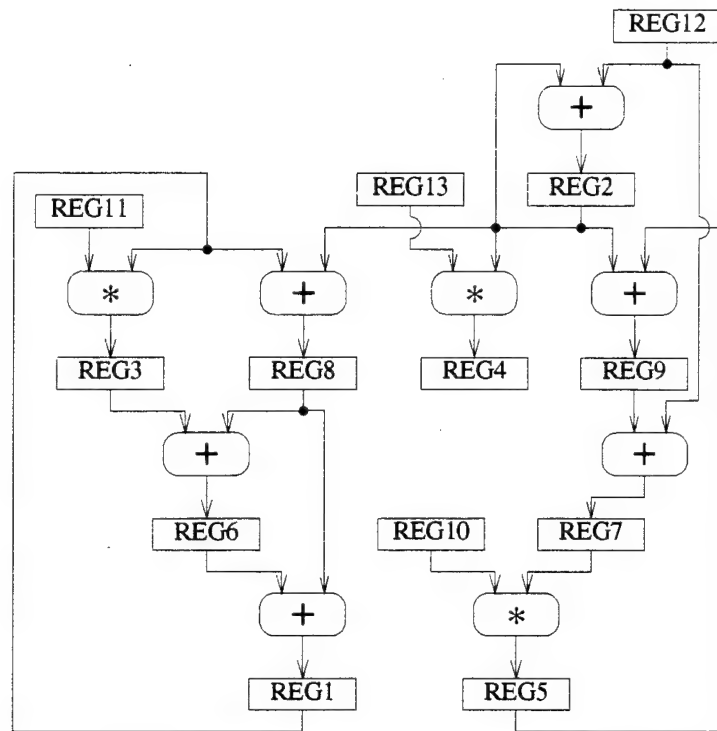 REG12
+
REG13
REG2
REG11
*
+
*
+
REG3
REG8
REG4
REG9
+
+
REG6
REG10
REG7
+
*
REG1
REG5